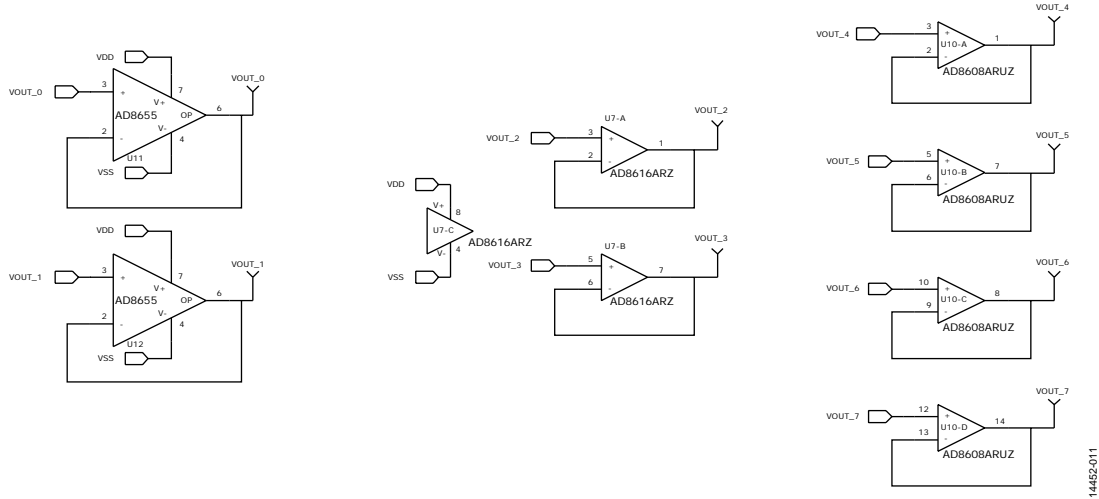 VDD
VOUT_0
3
+
7
V+
AD8655
OP
6
VOUT_0
2
-
V-
4
U11
VSS
VDD
VOUT_1
3
+
7
V+
AD8655
OP
6
VOUT_1
2
-
V-
4
U12
VSS
VDD
V+
8
U7-C
AD8616ARZ
V-
4
VSS
U7-A
VOUT_2
3
+
1
VOUT_2
2
-
AD8616ARZ
U7-B
VOUT_3
5
+
7
VOUT_3
6
-
AD8616ARZ
VOUT_4
3
+
U10-A
1
VOUT_4
2
-
AD8608ARUZ
VOUT_5
5
+
U10-B
7
VOUT_5
6
-
AD8608ARUZ
VOUT_6
10
+
U10-C
8
VOUT_6
9
-
AD8608ARUZ
VOUT_7
12
+
U10-D
14
VOUT_7
13
-
AD8608ARUZ
14452-011